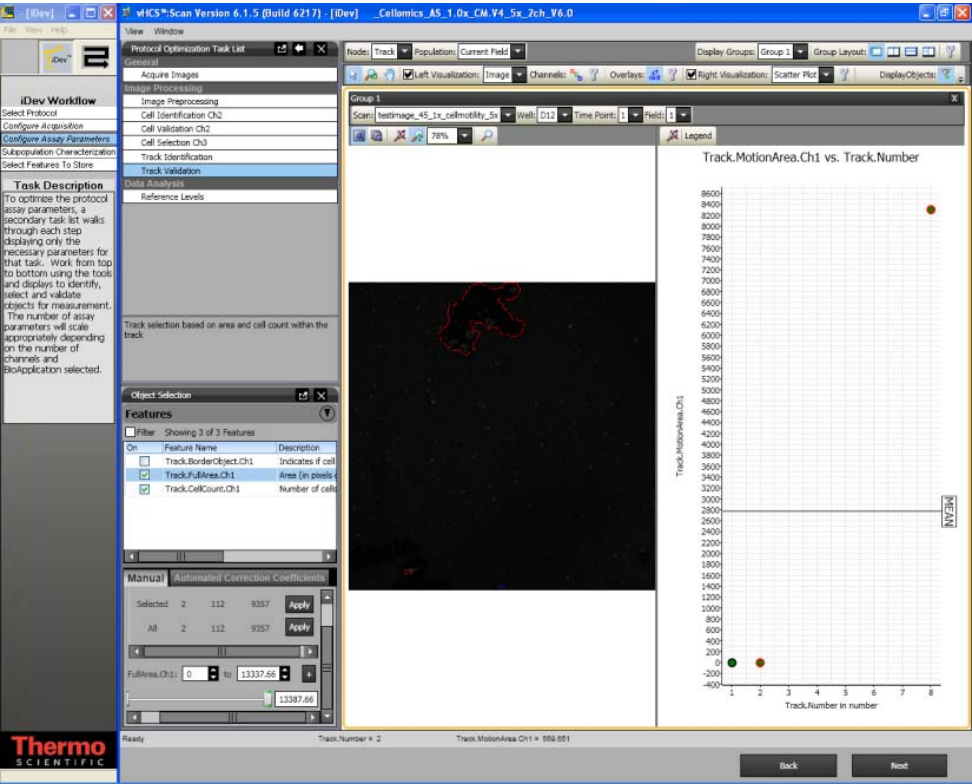 - [iDev]
vHCS™:Scan Version 6.1.5 (Build 6217) - [iDev] _Cellomics_AS_1.0x_CM.V4_5x_2ch_V6.0
File View Help
View Window
iDev™
iDev Workflow
Select Protocol
Configure Acquisition
Configure Assay Parameters
Subpopulation Characterization
Select Features To Store
Task Description
To optimize the protocol
assay parameters, a
secondary task list walks
through each step
displaying only the
necessary parameters for
that task. Work from top
to bottom using the tools
and displays to identify,
select and validate
objects for measurement.
The number of assay
parameters will scale
appropriately depending
on the number of
channels and
BioApplication selected.
Thermo
SCIENTIFIC
Protocol Optimization Task List
General
Acquire Images
Image Processing
Image Preprocessing
Cell Identification Ch2
Cell Validation Ch2
Cell Selection Ch3
Track Identification
Track Validation
Data Analysis
Reference Levels
Track selection based on area and cell count within the
track
Object Selection
Features
Filter Showing 3 of 3 Features
On Feature Name Description
Track.BorderObject.Ch1 Indicates if cell
Track.FullArea.Ch1 Area (in pixels
Track.CellCount.Ch1 Number of cells
Manual Automated Correction Coefficients
Selected 2 112 9357 Apply
All 2 112 9357 Apply
FullArea.Ch1: 0 to 13337.66 +
13387.66
Node: Track Population: Current Field Display Groups: Group 1 Group Layout:
Left Visualization: Image Channels: Overlays: Right Visualization: Scatter Plot DisplayObjects:
Group 1 X
Scan: testimage_45_1x_cellmotility_5x Well: D12 Time Point: 1 Field: 1
78%
Legend
Track.MotionArea.Ch1 vs. Track.Number
8600
8400
8200
8000
7800
7600
7400
7200
7000
6800
6600
6400
6200
6000
5800
5600
5400
5200
5000
4800
4600
4400
4200
4000
3800
3600
3400
3200
3000
2800
2600
2400
2200
2000
1800
1600
1400
1200
1000
800
600
400
200
0
-200
-400
Track.MotionArea.Ch1
MEAN
1 2 3 4 5 6 7 8
Track.Number in number
Ready Track.Number = 2 Track.MotionArea.Ch1 = 569.661
Back Next